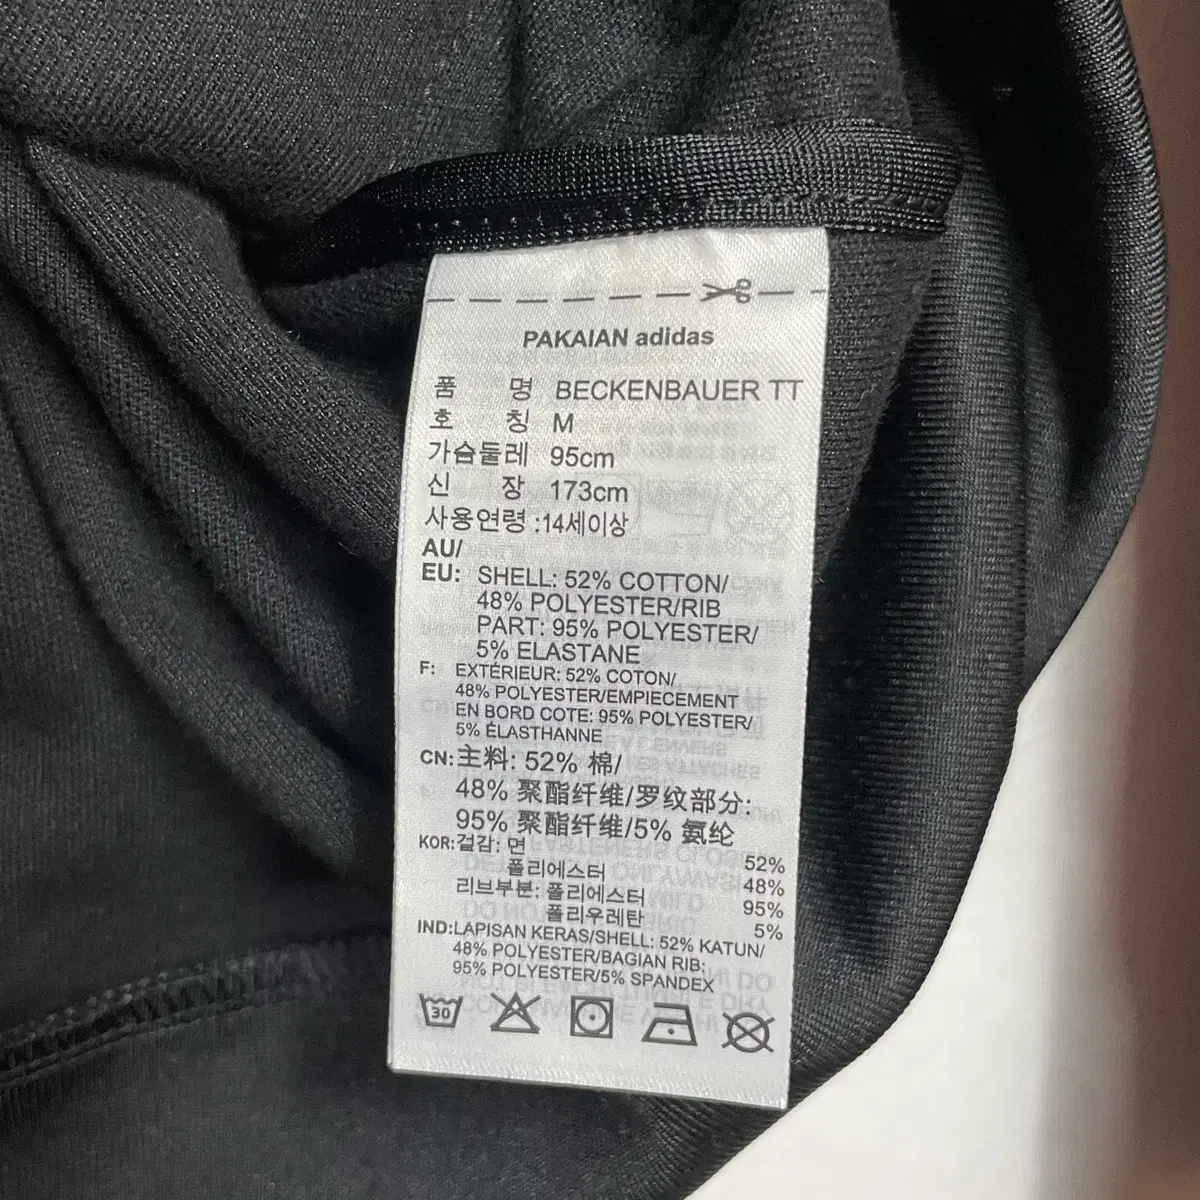 PAKAIAN adidas
품 명 BECKENBAUER TT
호 칭 M
가슴둘레 95cm
신 장 173cm
사용연령 :14세이상
AU/
EU: SHELL: 52% COTTON/
48% POLYESTER/RIB
PART: 95% POLYESTER/
5% ELASTANE
F: EXTÉRIEUR: 52% COTON/
48% POLYESTER/EMPIECEMENT
EN BORD COTE: 95% POLYESTER/
5% ÉLASTHANNE
CN:主料: 52% 棉/
48% 聚酯纤维/罗纹部分:
95% 聚酯纤维/5% 氨纶
KOR:겉감: 면 52%
폴리에스터 48%
리브부분: 폴리에스터 95%
폴리우레탄 5%
IND:LAPISAN KERAS/SHELL: 52% KATUN/
48% POLYESTER/BAGIAN RIB:
95% POLYESTER/5% SPANDEX
30